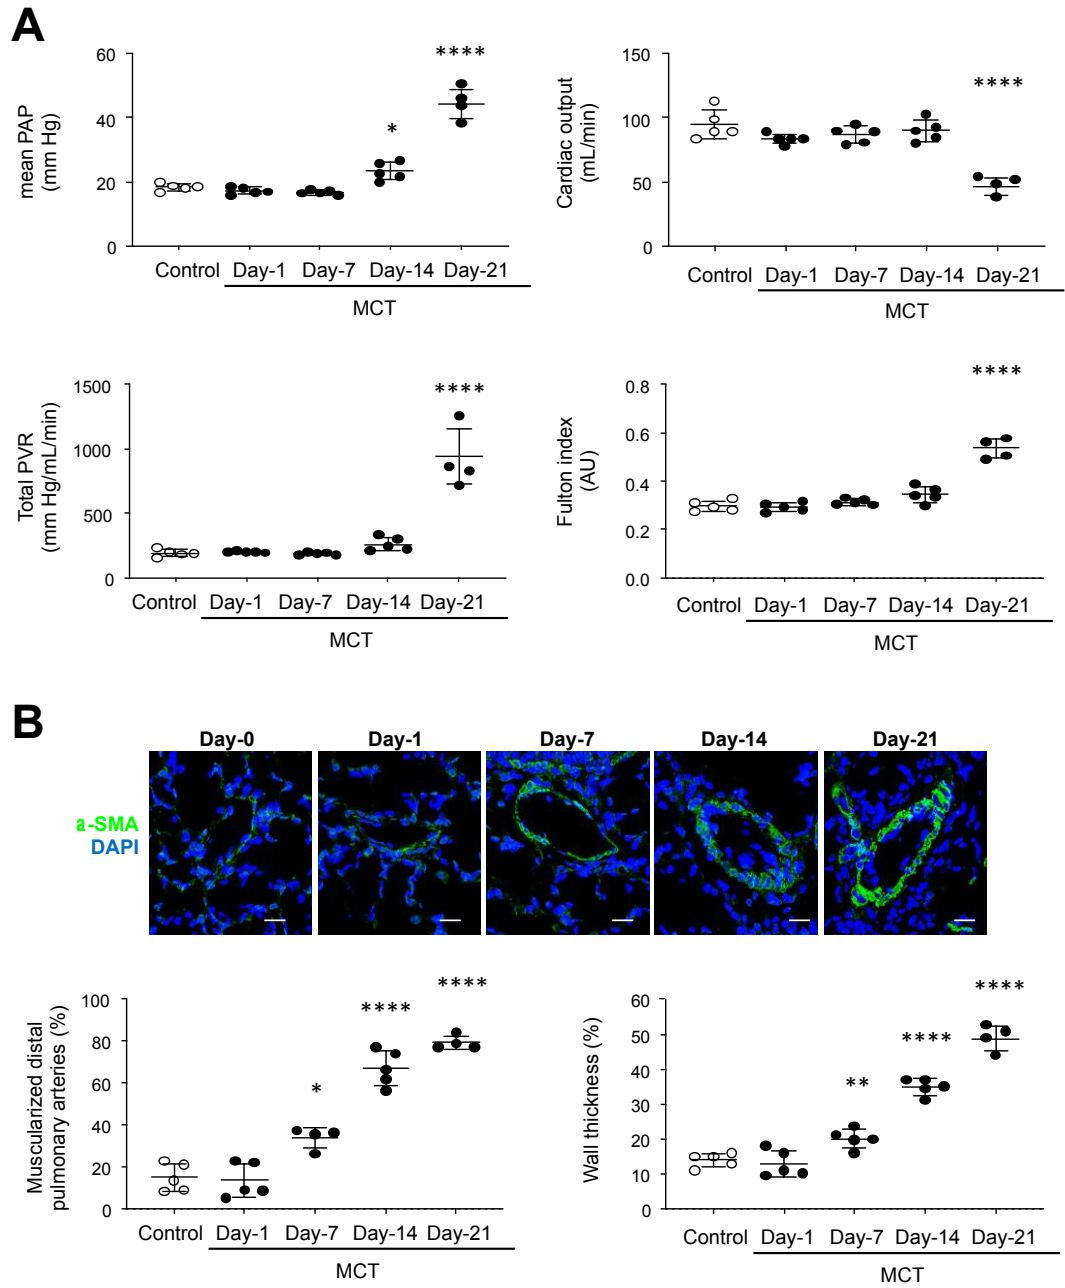 A
60
40
20
0
mean PAP
(mm Hg)
*
****
Control Day-1 Day-7 Day-14 Day-21
MCT
150
100
50
0
Cardiac output
(mL/min)
****
Control Day-1 Day-7 Day-14 Day-21
MCT
1500
1000
500
0
Total PVR
(mm Hg/mL/min)
****
Control Day-1 Day-7 Day-14 Day-21
MCT
0.8
0.6
0.4
0.2
0.0
Fulton index
(AU)
****
Control Day-1 Day-7 Day-14 Day-21
MCT
B
Day-0 Day-1 Day-7 Day-14 Day-21
a-SMA
DAPI
100
80
60
40
20
0
Muscularized distal
pulmonary arteries (%)
*
****
****
Control Day-1 Day-7 Day-14 Day-21
MCT
60
50
40
30
20
10
0
Wall thickness (%)
**
****
****
Control Day-1 Day-7 Day-14 Day-21
MCT